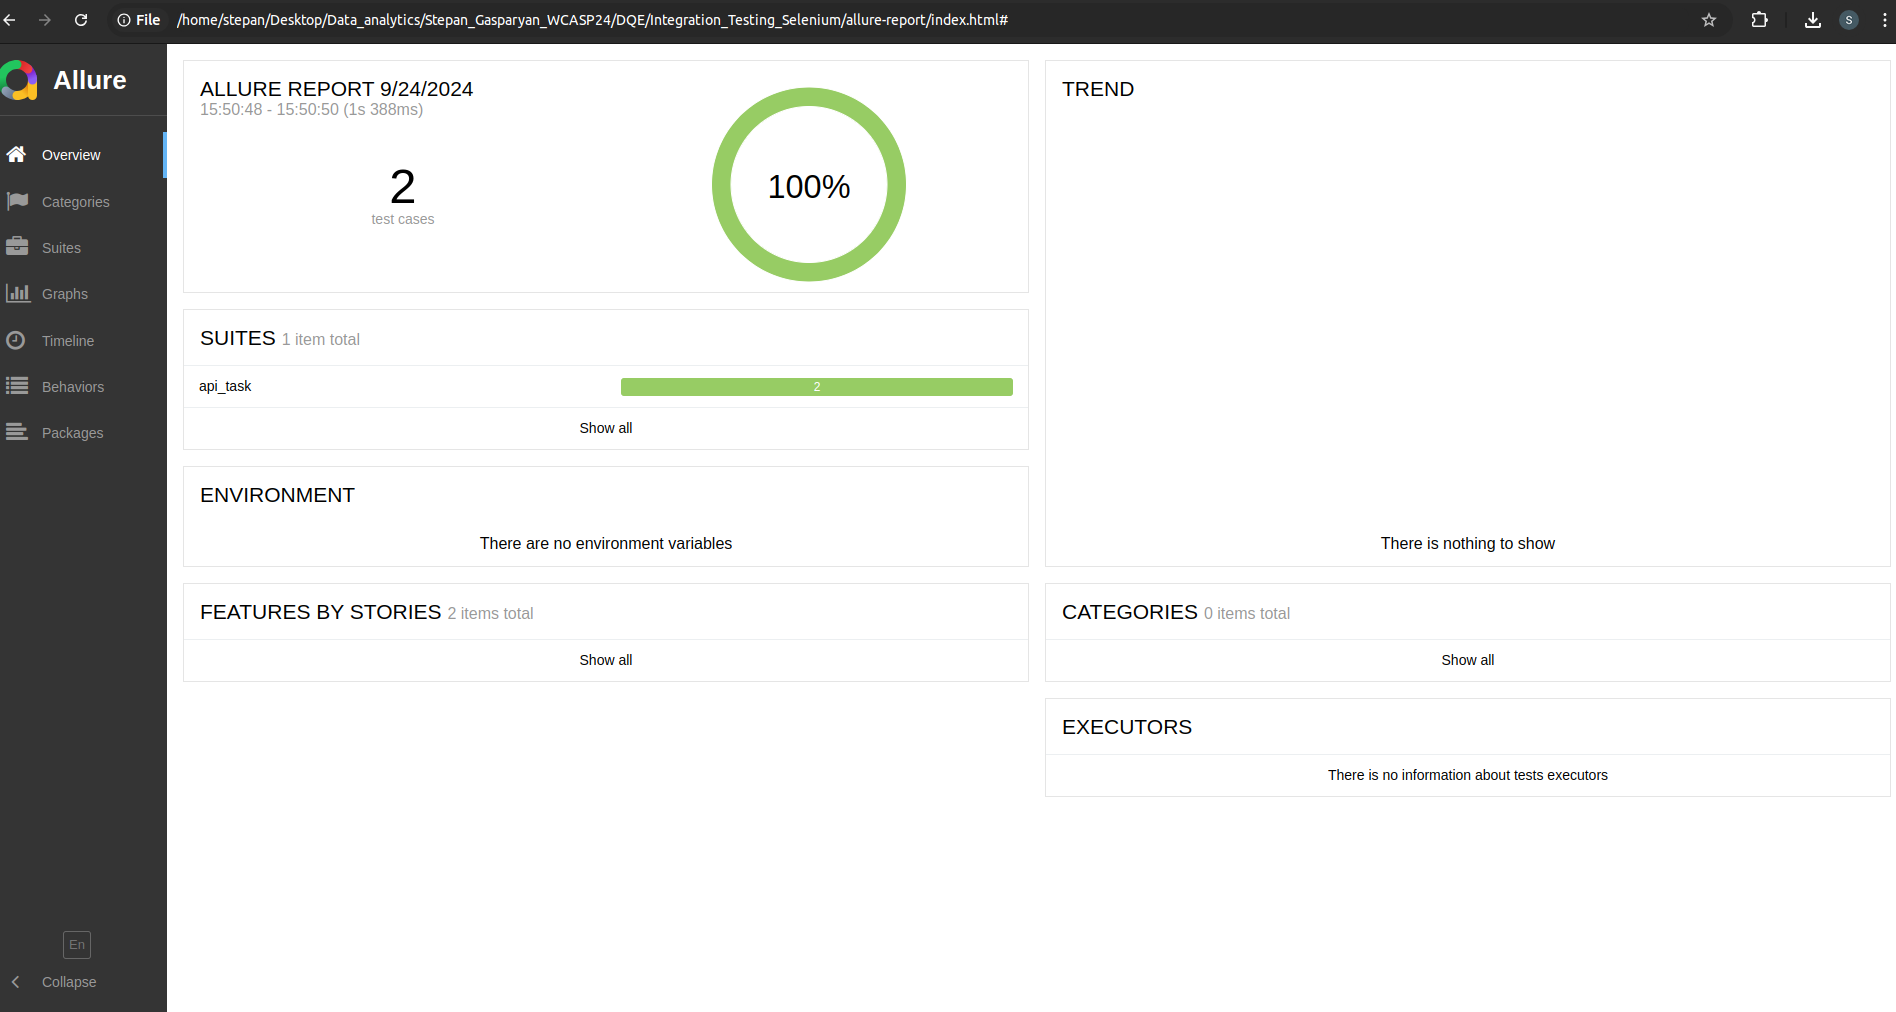 File /home/stepan/Desktop/Data_analytics/Stepan_Gasparyan_WCASP24/DQE/Integration_Testing_Selenium/allure-report/index.html#
S
Allure
Overview
Categories
Suites
Graphs
Timeline
Behaviors
Packages
En
Collapse
ALLURE REPORT 9/24/2024
15:50:48 - 15:50:50 (1s 388ms)
2
test cases
100%
SUITES 1 item total
api_task 2
Show all
ENVIRONMENT
There are no environment variables
FEATURES BY STORIES 2 items total
Show all
TREND
There is nothing to show
CATEGORIES 0 items total
Show all
EXECUTORS
There is no information about tests executors